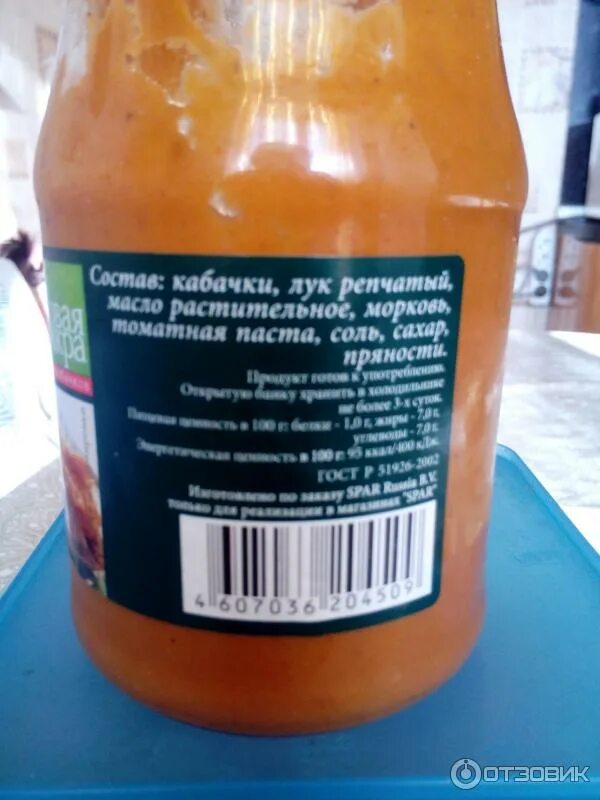 Состав: кабачки, лук репчатый,
масло растительное, морковь,
томатная паста, соль, сахар,
пряности.
Продукт готов к употреблению.
Открытую банку хранить в холодильнике
не более 3-х суток.
Пищевая ценность в 100 г: белки - 1,0 г, жиры - 7,0 г,
углеводы - 7,0 г.
Энергетическая ценность в 100 г: 95 ккал/400 кДж.
ГОСТ Р 51926-2002
Изготовлено по заказу SPAR Russia B.V.
только для реализации в магазинах "SPAR"
4 607036 204509
вая
кра
ОТЗОВИК